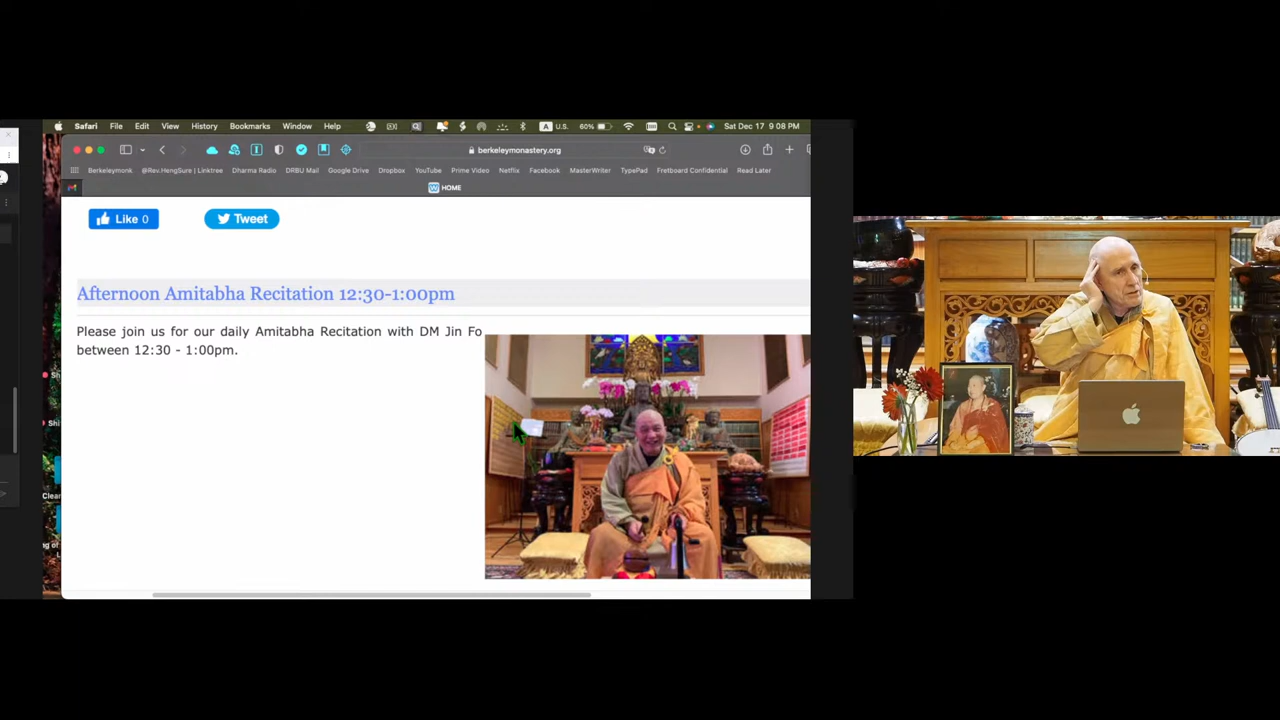 Safari File Edit View History Bookmarks Window Help A U.S. 60% Sat Dec 17 9:08 PM
berkeleymonastery.org
Berkeleymonk @Rev.HengSure | Linktree Dharma Radio DRBU Mail Google Drive Dropbox YouTube Prime Video Netflix Facebook MasterWriter TypePad Fretboard Confidential Read Later
HOME
Like 0 Tweet
Afternoon Amitabha Recitation 12:30-1:00pm
Please join us for our daily Amitabha Recitation with DM Jin Fo
between 12:30 - 1:00pm.